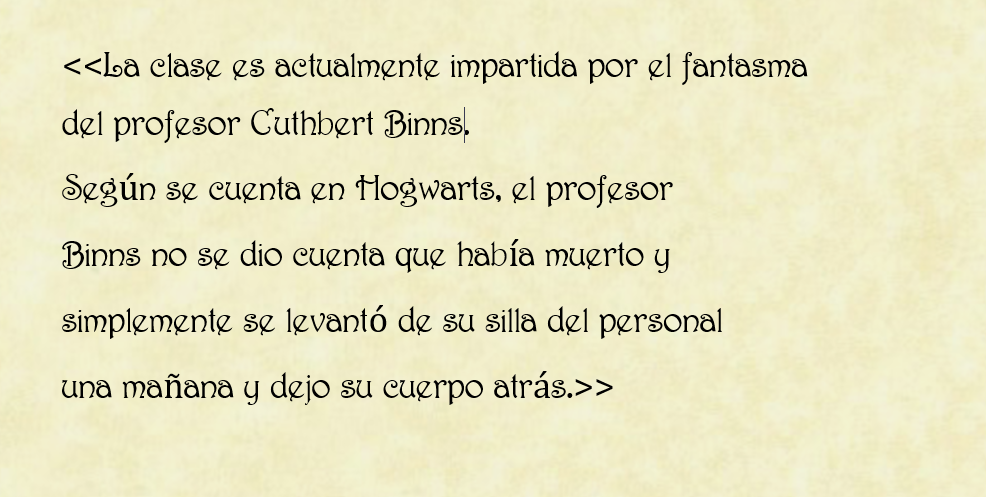 <<La clase es actualmente impartida por el fantasma
del profesor Cuthbert Binns.
Según se cuenta en Hogwarts, el profesor
Binns no se dio cuenta que había muerto y
simplemente se levantó de su silla del personal
una mañana y dejo su cuerpo atrás.>>